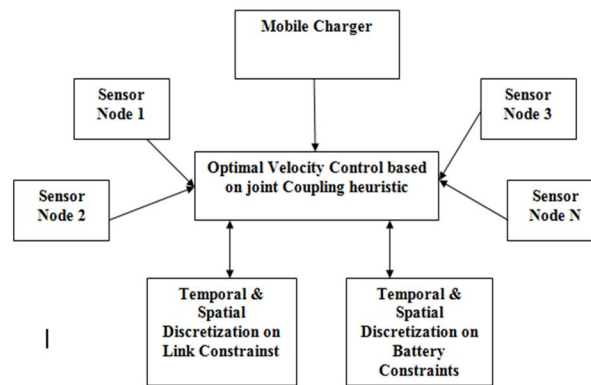 Mobile Charger
Sensor
Node 1
Sensor
Node 3
Optimal Velocity Control based
on joint Coupling heuristic
Sensor
Node 2
Sensor
Node N
Temporal &
Spatial
Discretization on
Link Constrainst
Temporal &
Spatial
Discretization on
Battery
Constraints